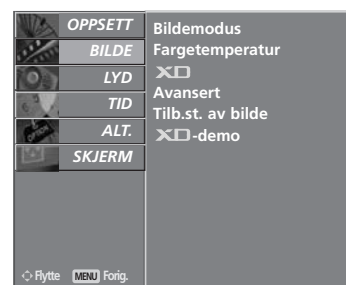 OPPSETT
BILDE
LYD
TID
ALT.
SKJERM
Flytte MENU Forig.
Bildemodus
Fargetemperatur
XD
Avansert
Tilb.st. av bilde
XD-demo